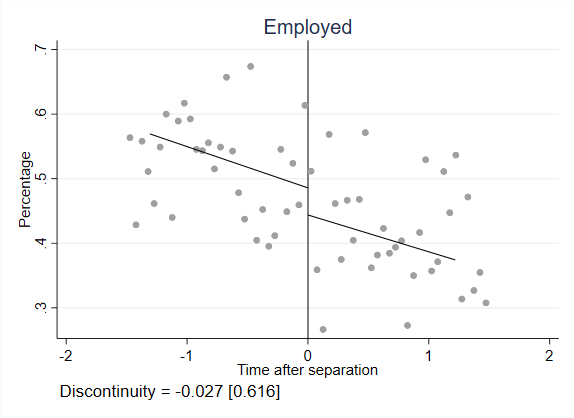 Employed
Percentage
.7
.6
.5
.4
.3
-2 -1 0 1 2
Time after separation
Discontinuity = -0.027 [0.616]